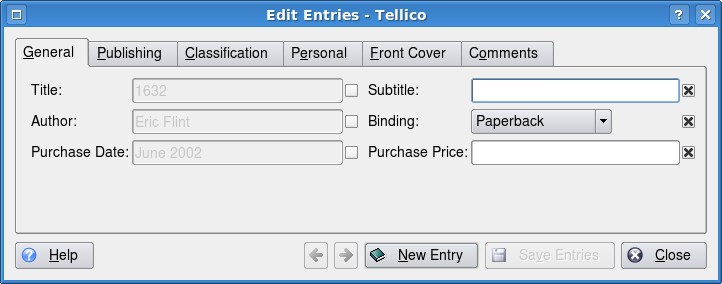 Edit Entries - Tellico
General Publishing Classification Personal Front Cover Comments
Title: 1632 Subtitle:
Author: Eric Flint Binding: Paperback
Purchase Date: June 2002 Purchase Price:
Help New Entry Save Entries Close